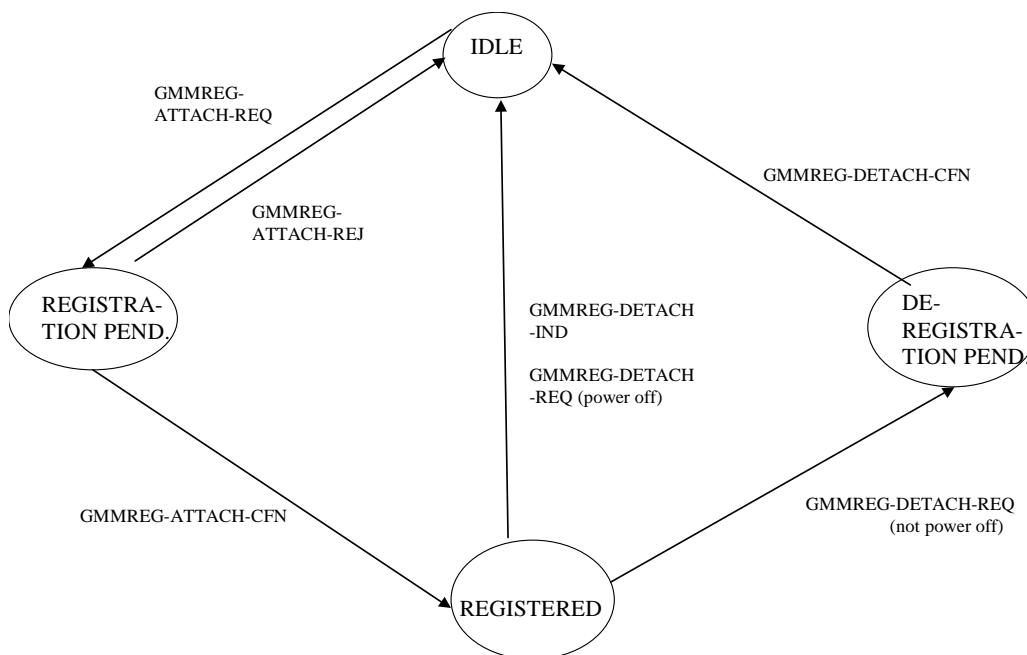 IDLE
GMMREG-
ATTACH-REQ
GMMREG-DETACH-CFN
GMMREG-
ATTACH-REJ
REGISTRA-
TION PEND.
GMMREG-DETACH
-IND
GMMREG-DETACH
-REQ (power off)
DE-
REGISTRA-
TION PEND.
GMMREG-ATTACH-CFN
GMMREG-DETACH-REQ
(not power off)
REGISTERED